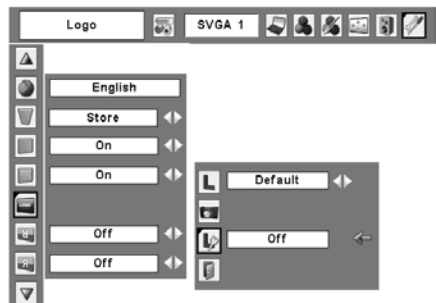 Logo SVGA 1
English
Store
On
On
Default
Off
Off
Off